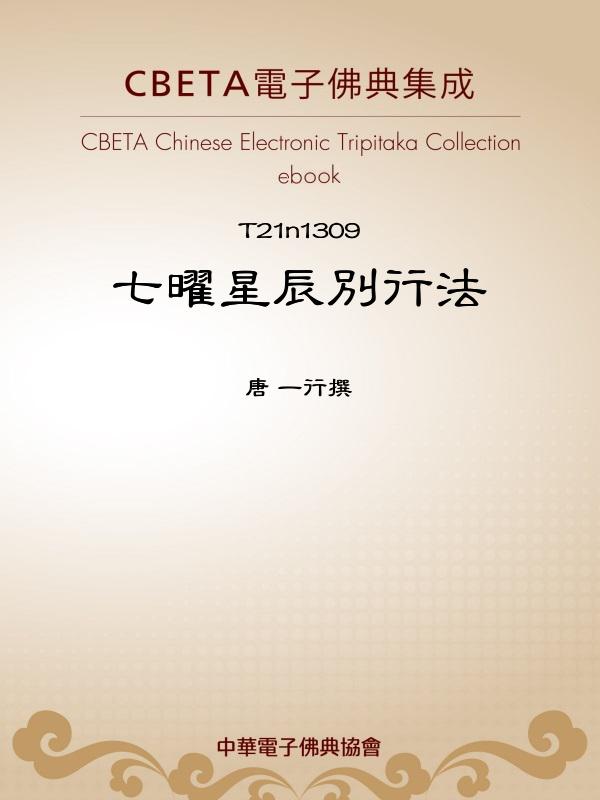 CBETA電子佛典集成
CBETA Chinese Electronic Tripitaka Collection
ebook
T21n1309
七曜星辰別行法
唐 一行撰
中華電子佛典協會